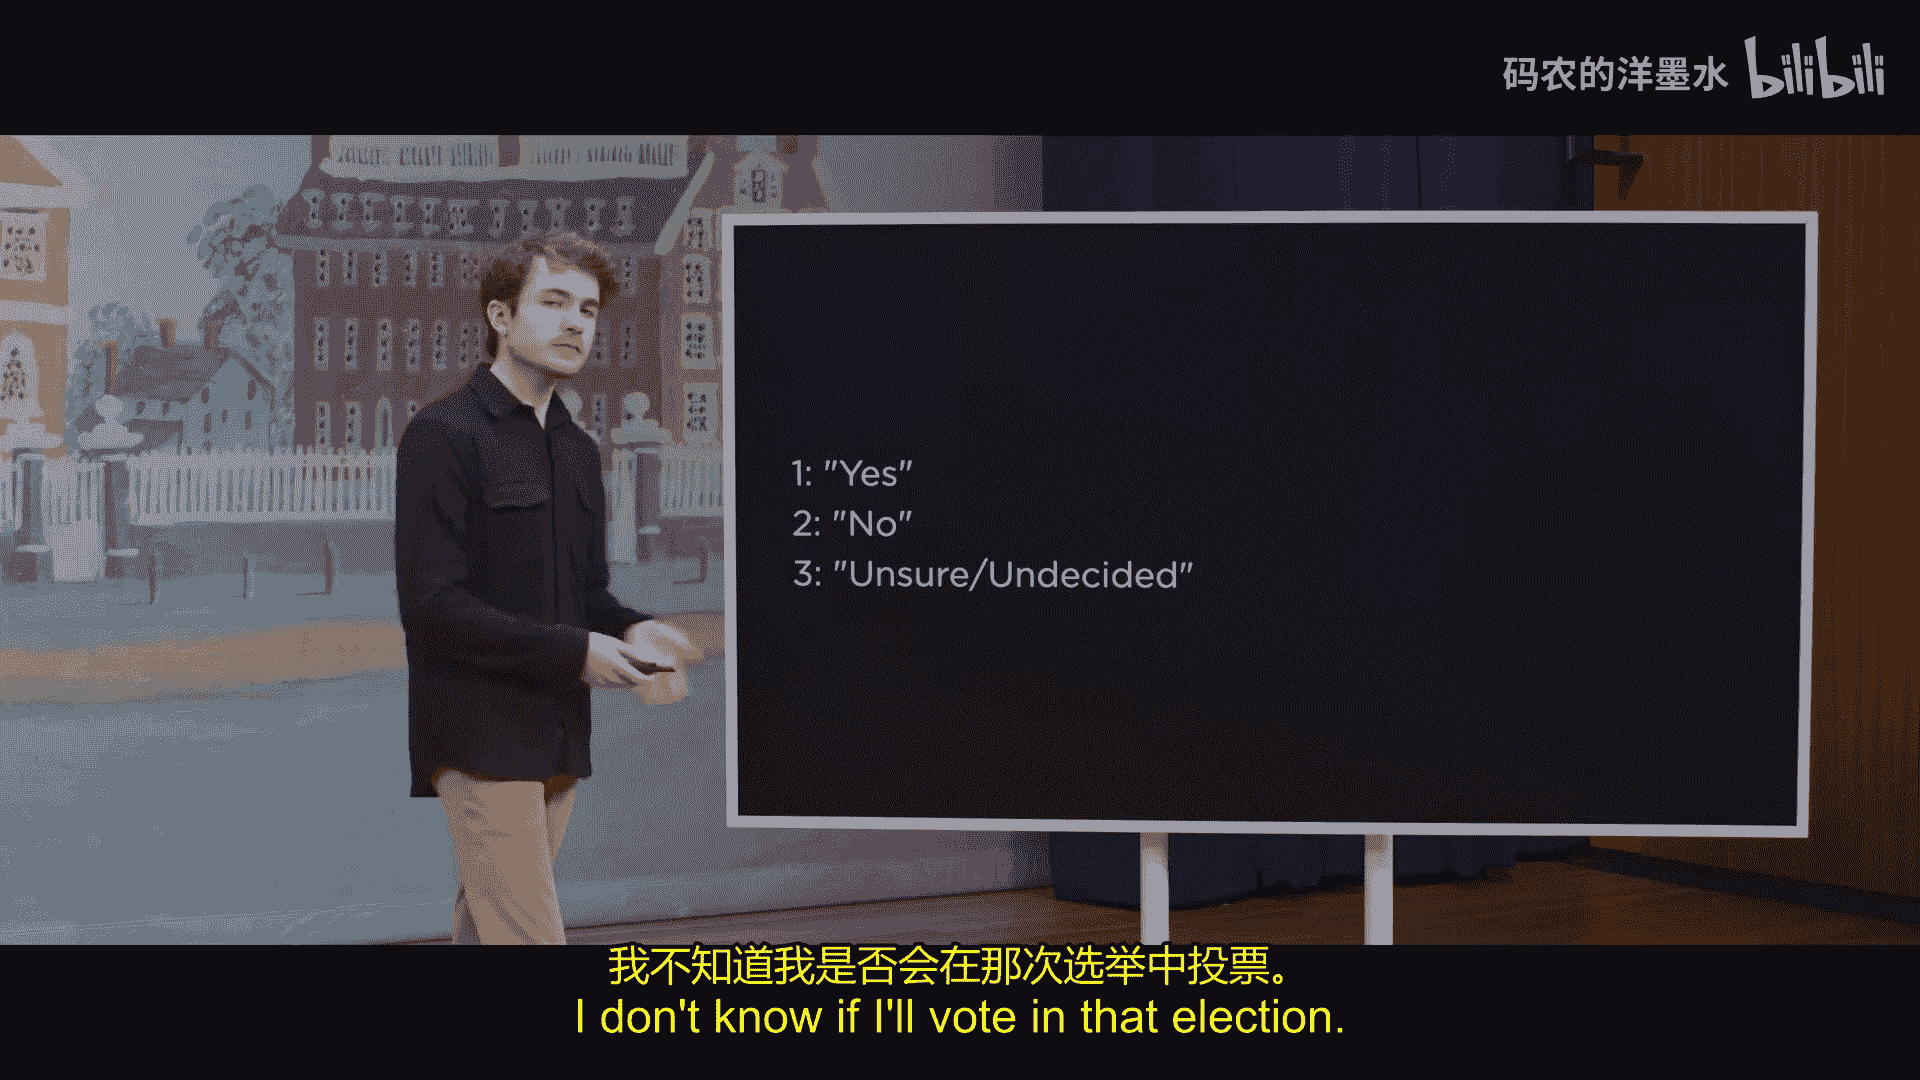 码农的洋墨水 bilibili
1: "Yes"
2: "No"
3: "Unsure/Undecided"
我不知道我是否会在那次选举中投票。
I don't know if I'll vote in that election.